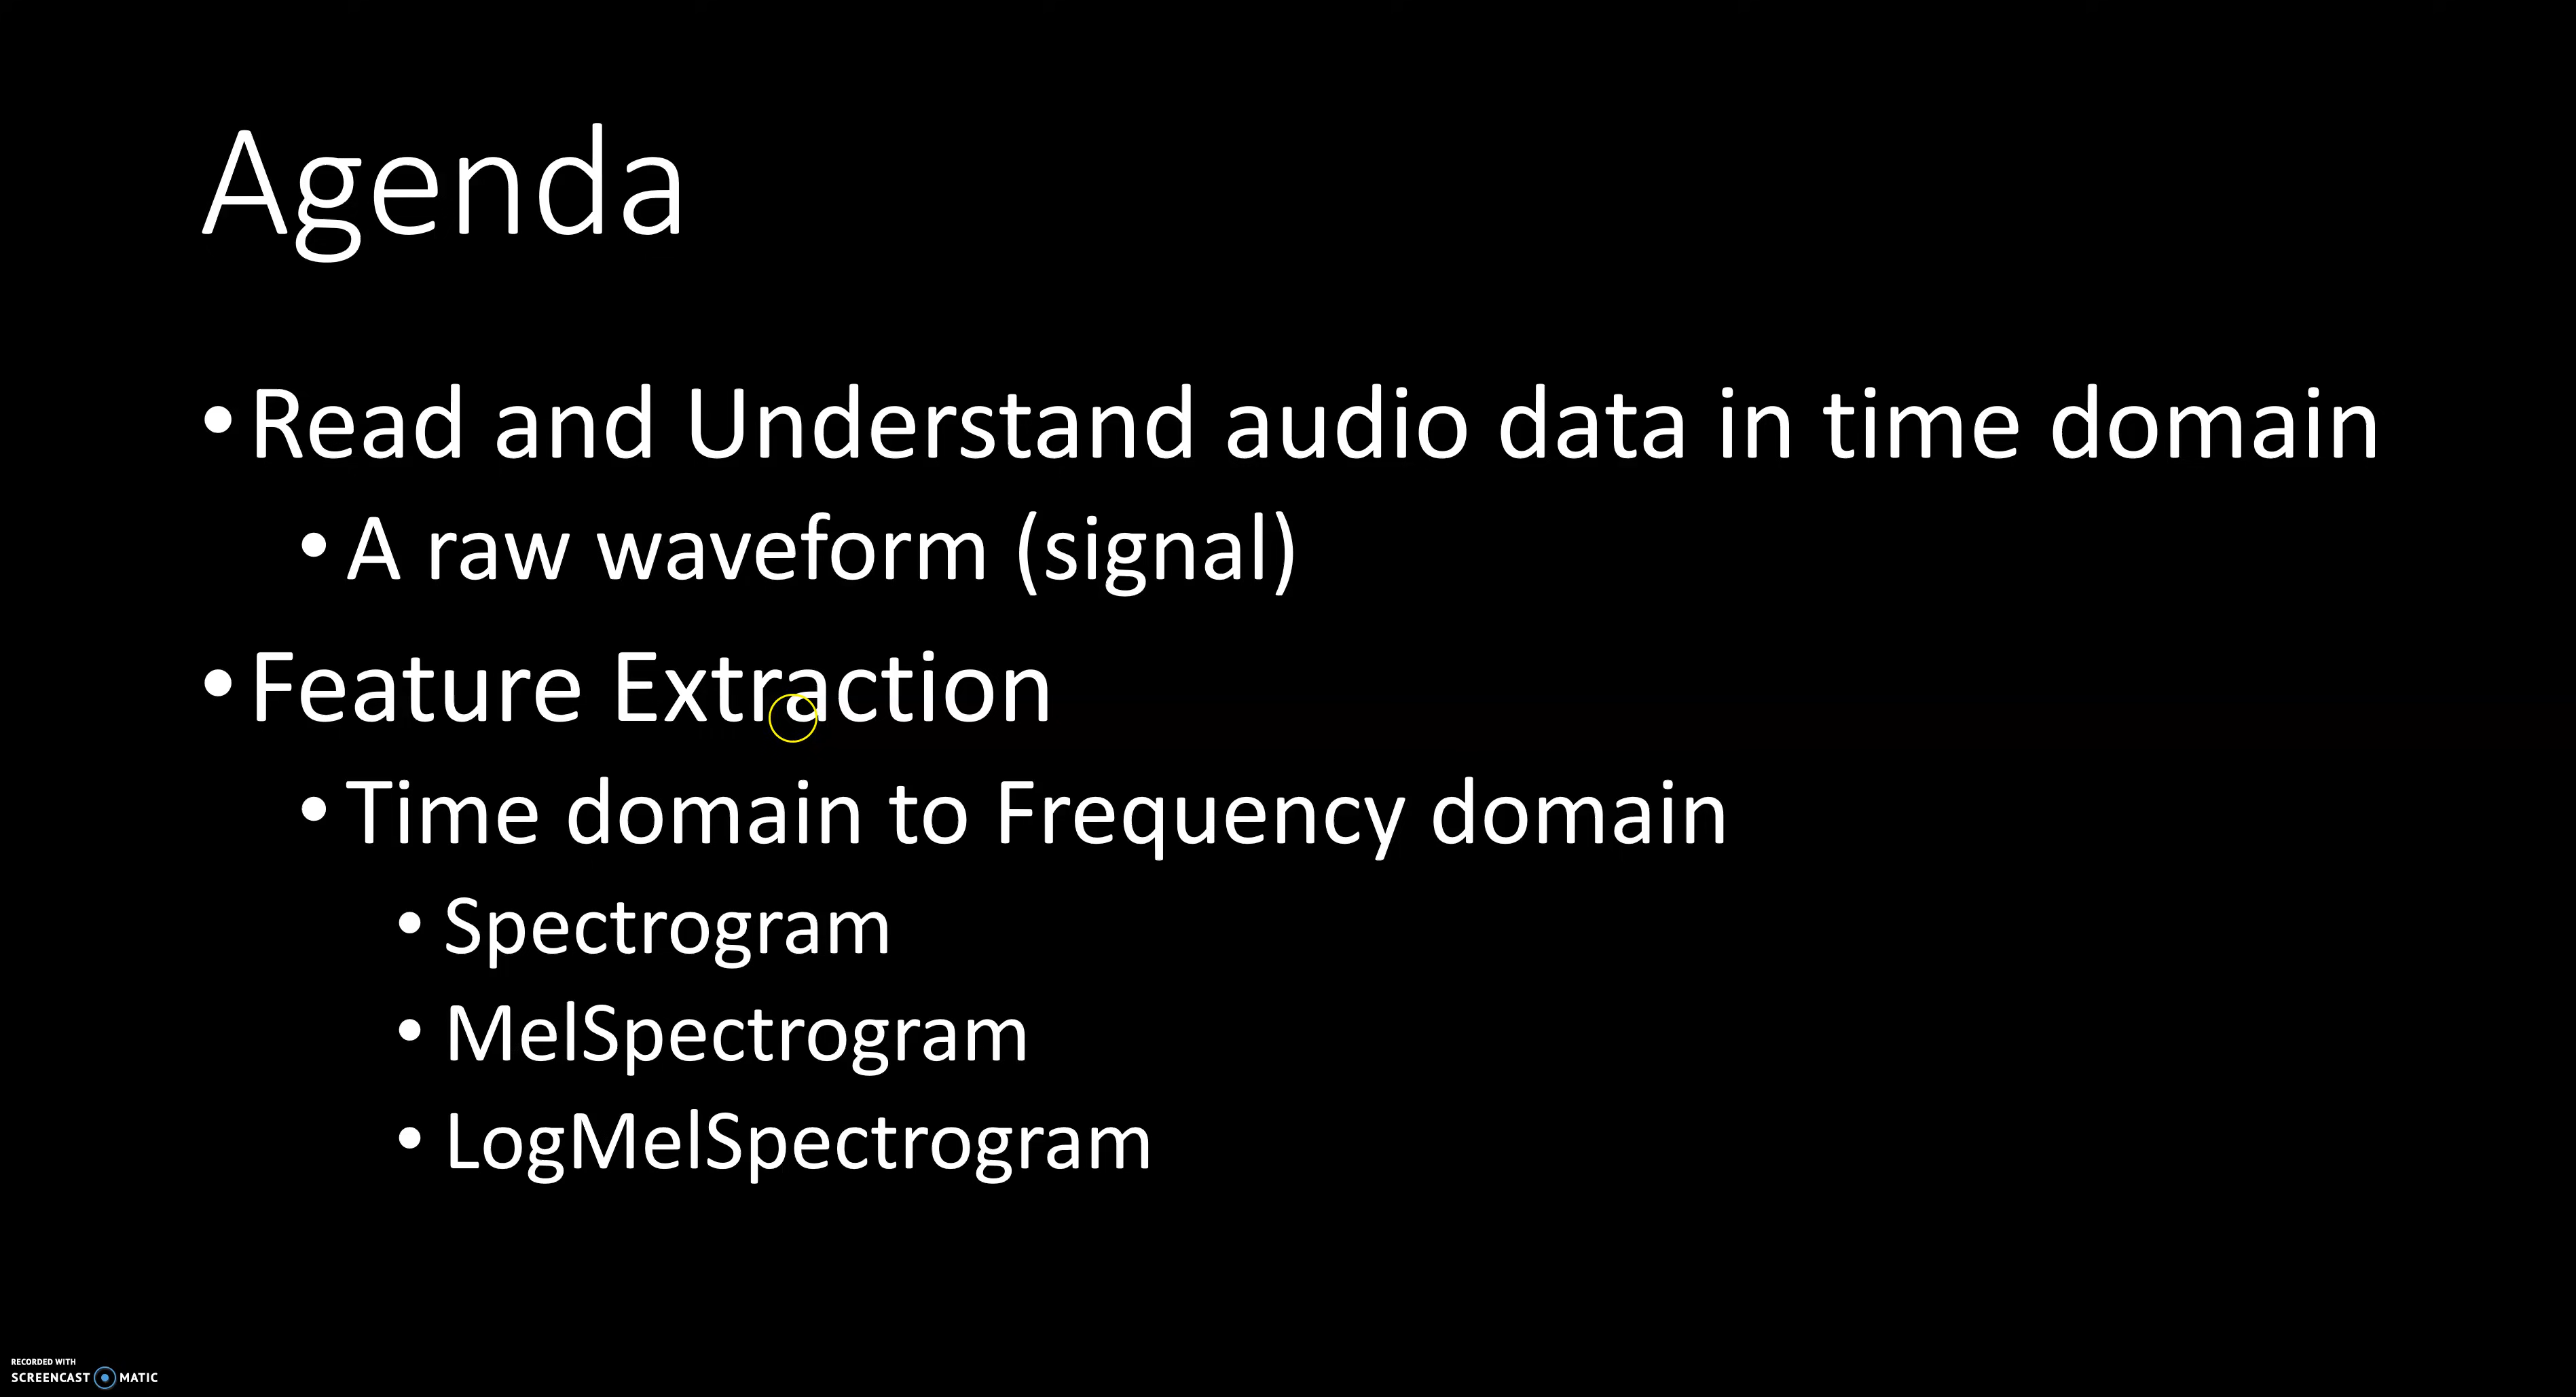 Agenda
• Read and Understand audio data in time domain
• A raw waveform (signal)
• Feature Extraction
• Time domain to Frequency domain
• Spectrogram
• MelSpectrogram
• LogMelSpectrogram
RECORDED WITH
SCREENCAST MATIC